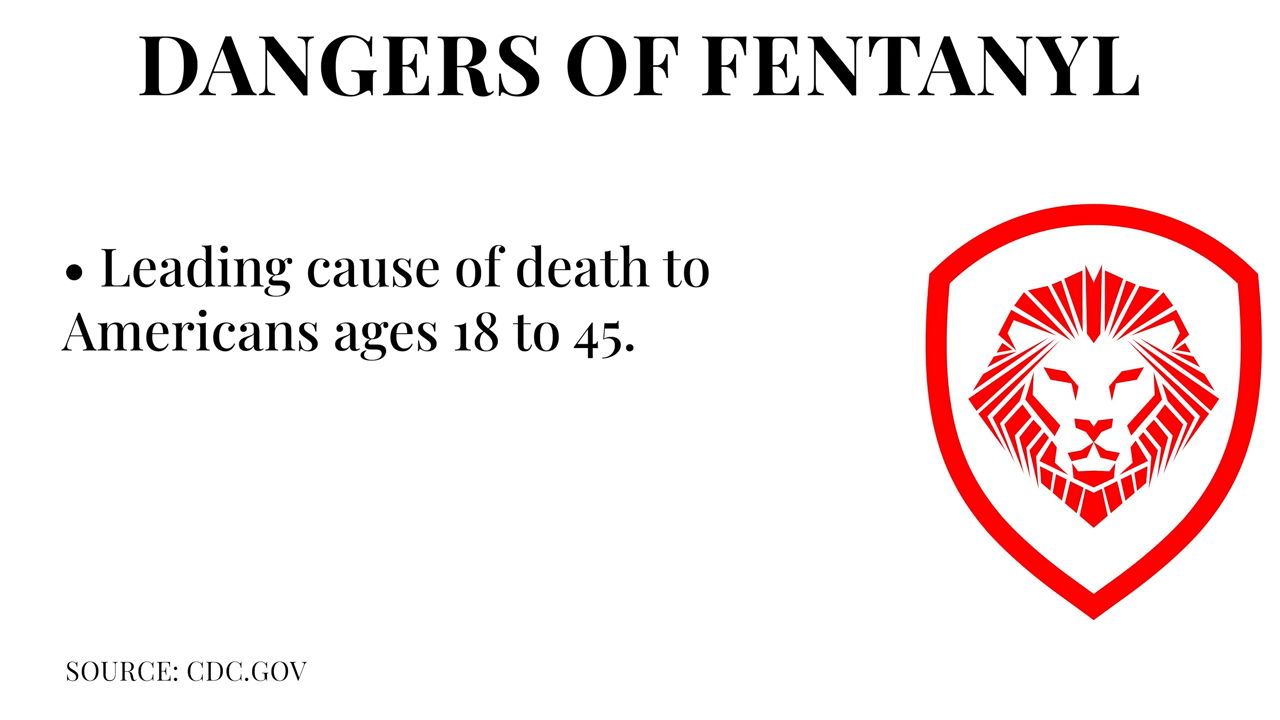 DANGERS OF FENTANYL
• Leading cause of death to
Americans ages 18 to 45.
SOURCE: CDC.GOV